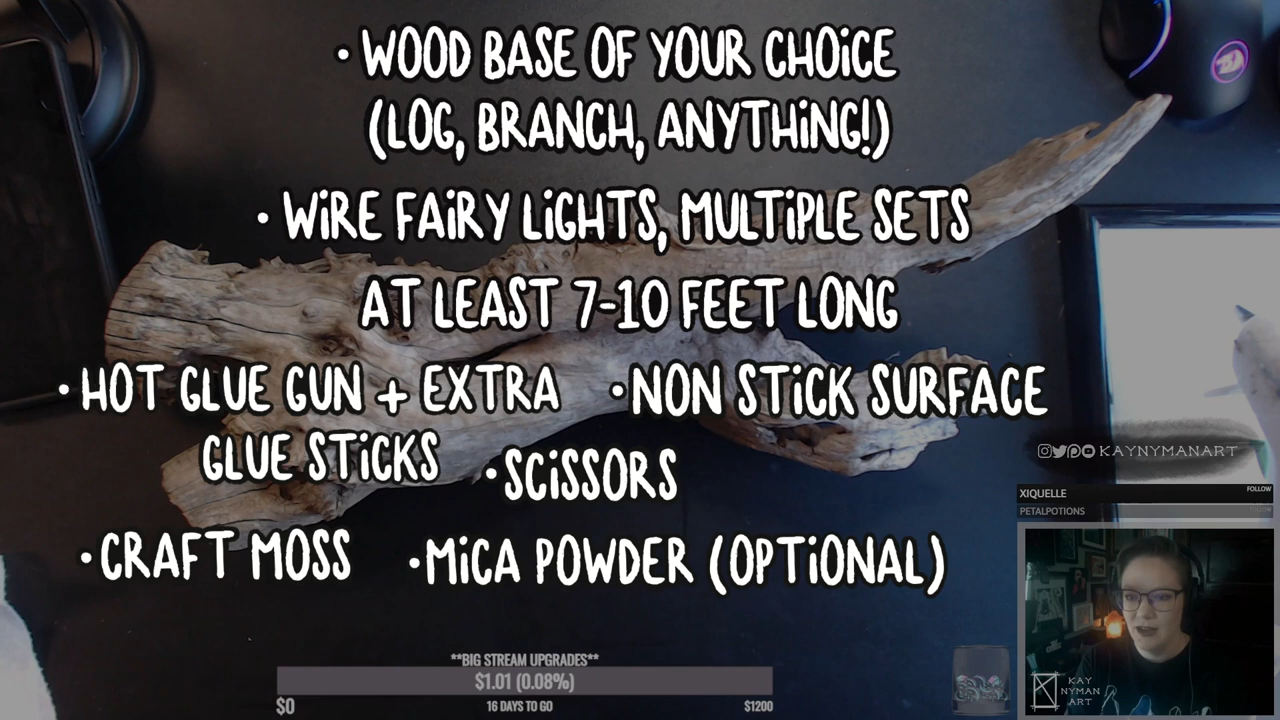 • WOOD BASE OF YOUR CHOICE
(LOG, BRANCH, ANYTHING!)
• WIRE FAIRY LIGHTS, MULTIPLE SETS
AT LEAST 7-10 FEET LONG
• HOT GLUE GUN + EXTRA
GLUE STICKS
• NON STICK SURFACE
• SCISSORS
• CRAFT MOSS
• MICA POWDER (OPTIONAL)
KAYNYMANART
XIQUELLE FOLLOW
PETALPOTIONS FOLLOW
KAY
NYMAN
ART
**BIG STREAM UPGRADES**
$1.01 (0.08%)
$0 16 DAYS TO GO $1200